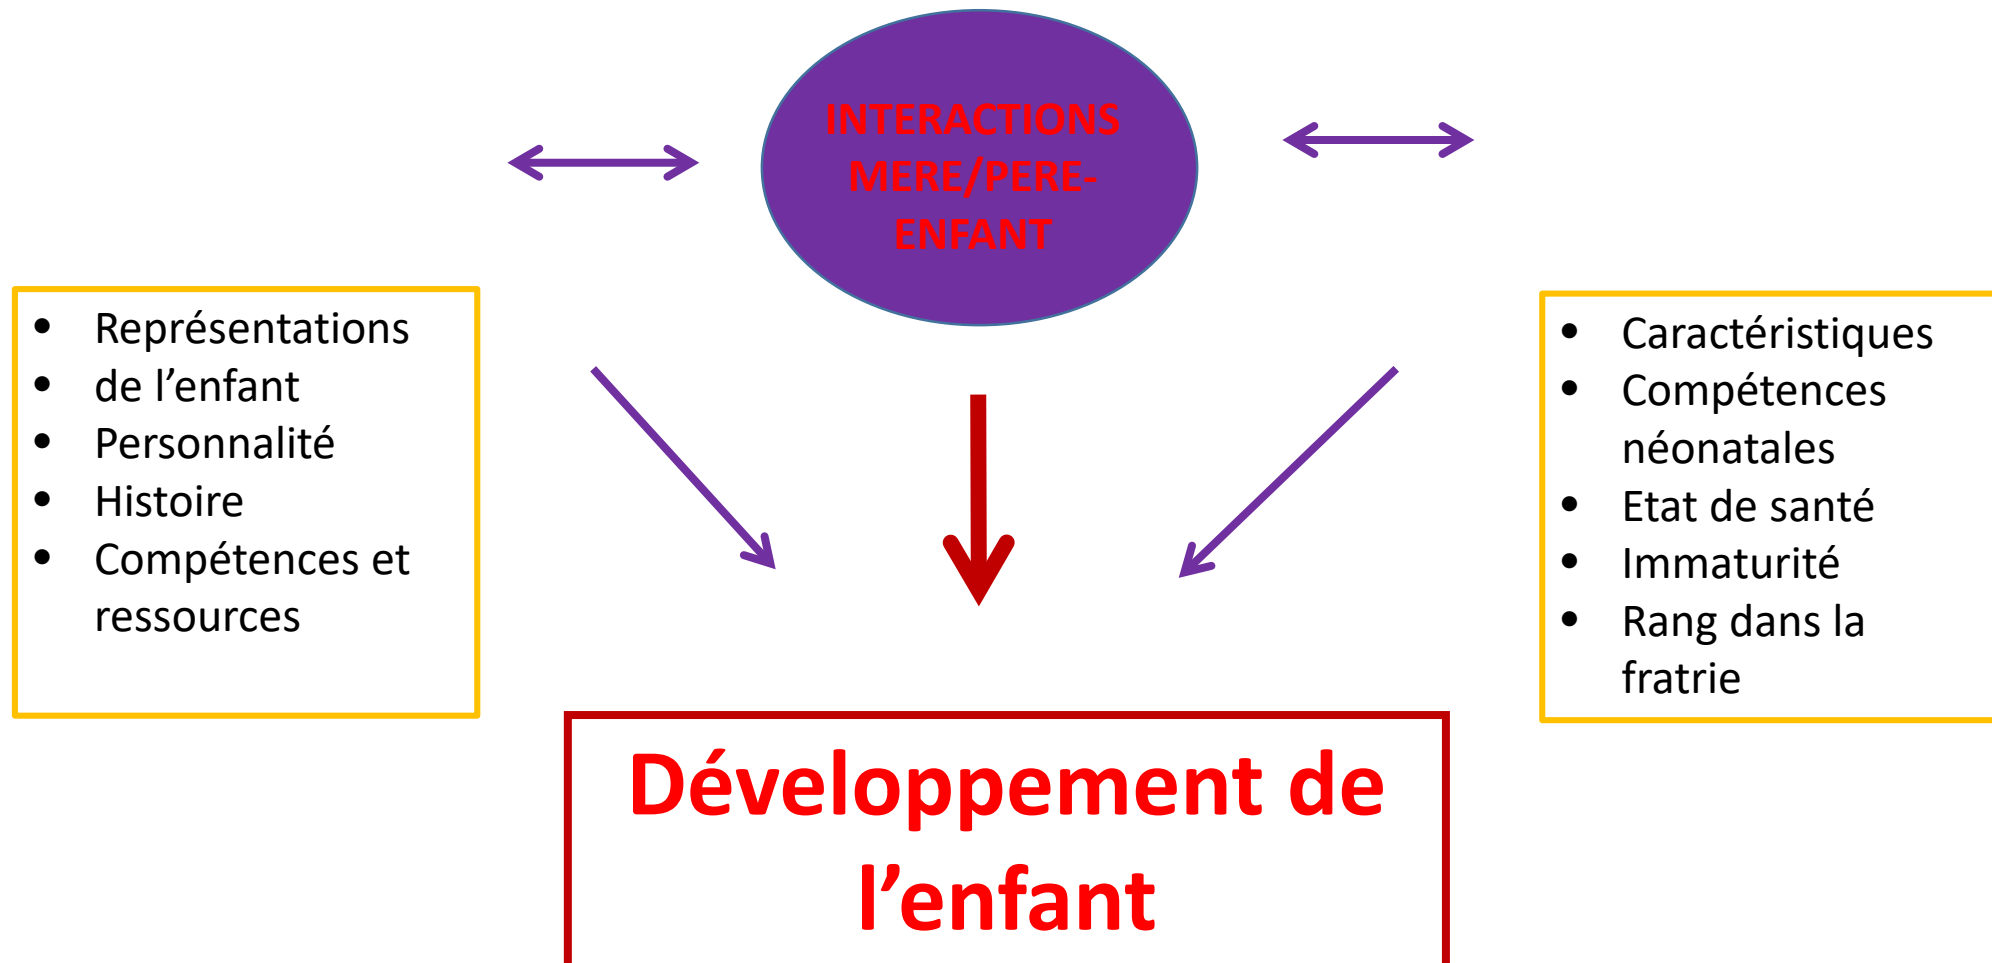 INTERACTIONS
MERE/PERE-
ENFANT
• Représentations
• de l’enfant
• Personnalité
• Histoire
• Compétences et
ressources
• Caractéristiques
• Compétences
néonatales
• Etat de santé
• Immaturité
• Rang dans la
fratrie
Développement de
l’enfant